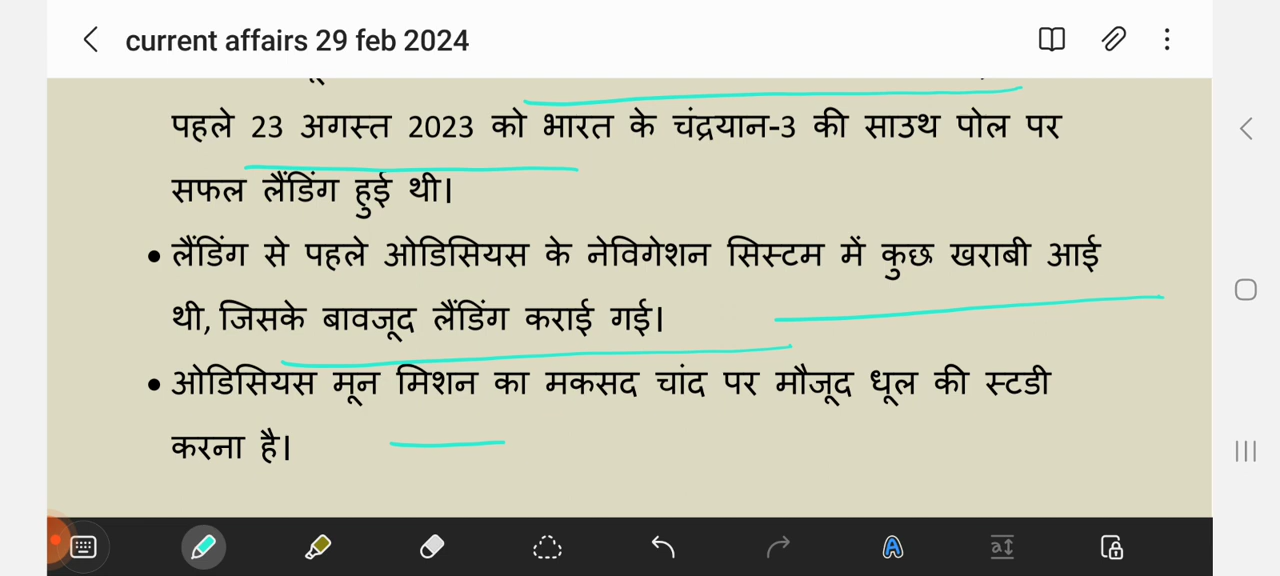 current affairs 29 feb 2024
पहले 23 अगस्त 2023 को भारत के चंद्रयान-3 की साउथ पोल पर
सफल लैंडिंग हुई थी।
• लैंडिंग से पहले ओडिसियस के नेविगेशन सिस्टम में कुछ खराबी आई
थी, जिसके बावजूद लैंडिंग कराई गई।
• ओडिसियस मून मिशन का मकसद चांद पर मौजूद धूल की स्टडी
करना है।